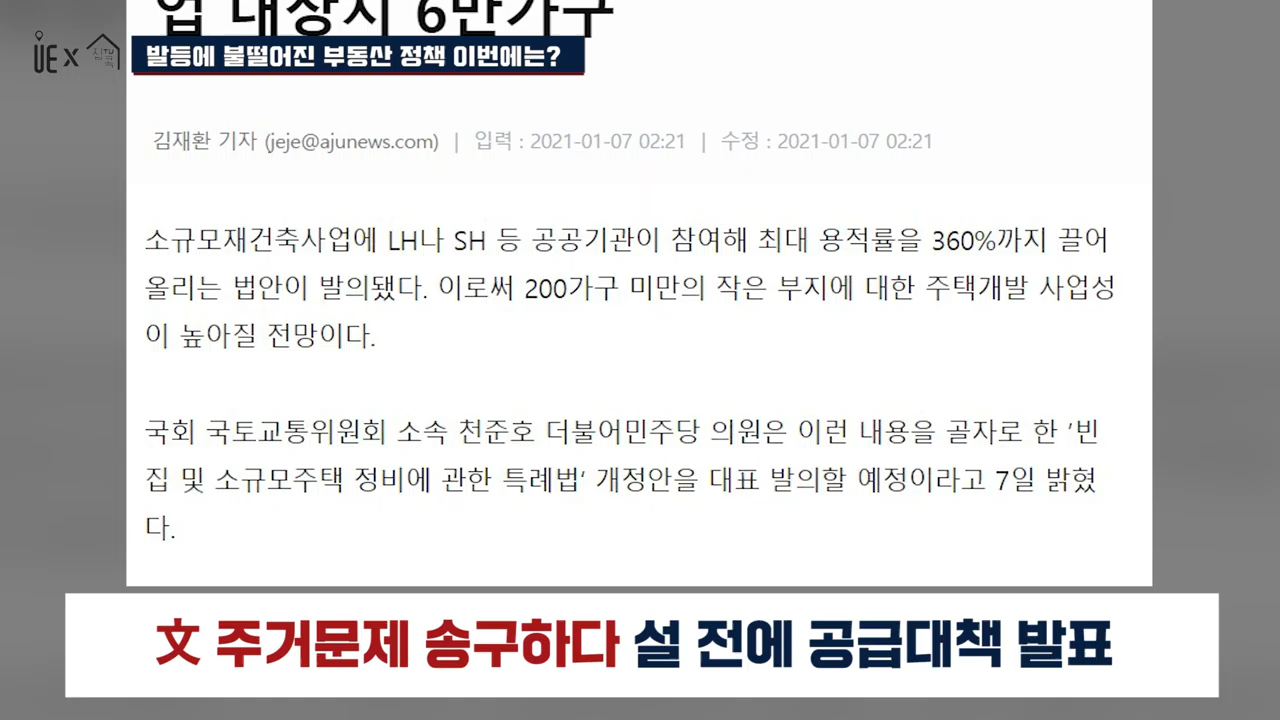 업 대상지 6만가구
UE X
발등에 불떨어진 부동산 정책 이번에는?
김재환 기자 (jeje@ajunews.com) | 입력 : 2021-01-07 02:21 | 수정 : 2021-01-07 02:21
소규모재건축사업에 LH나 SH 등 공공기관이 참여해 최대 용적률을 360%까지 끌어
올리는 법안이 발의됐다. 이로써 200가구 미만의 작은 부지에 대한 주택개발 사업성
이 높아질 전망이다.
국회 국토교통위원회 소속 천준호 더불어민주당 의원은 이런 내용을 골자로 한 '빈
집 및 소규모주택 정비에 관한 특례법' 개정안을 대표 발의할 예정이라고 7일 밝혔
다.
文 주거문제 송구하다 설 전에 공급대책 발표